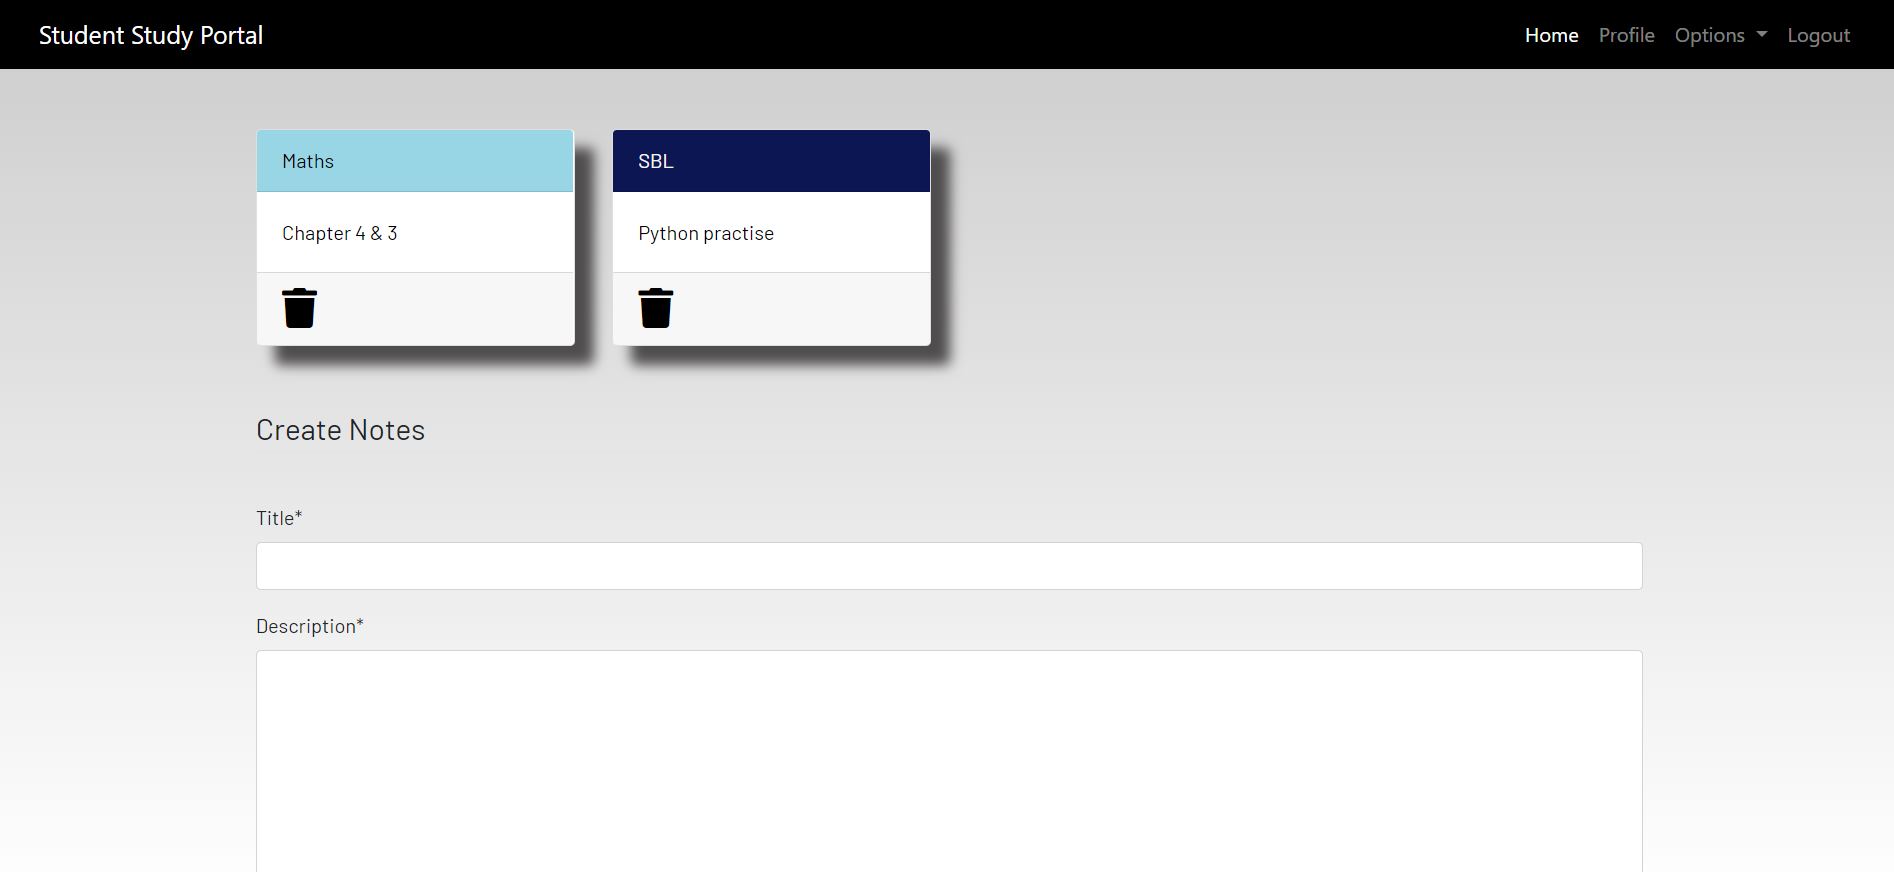 Student Study Portal
Home Profile Options Logout
Maths
SBL
Chapter 4 & 3
Python practise
Create Notes
Title*
Description*